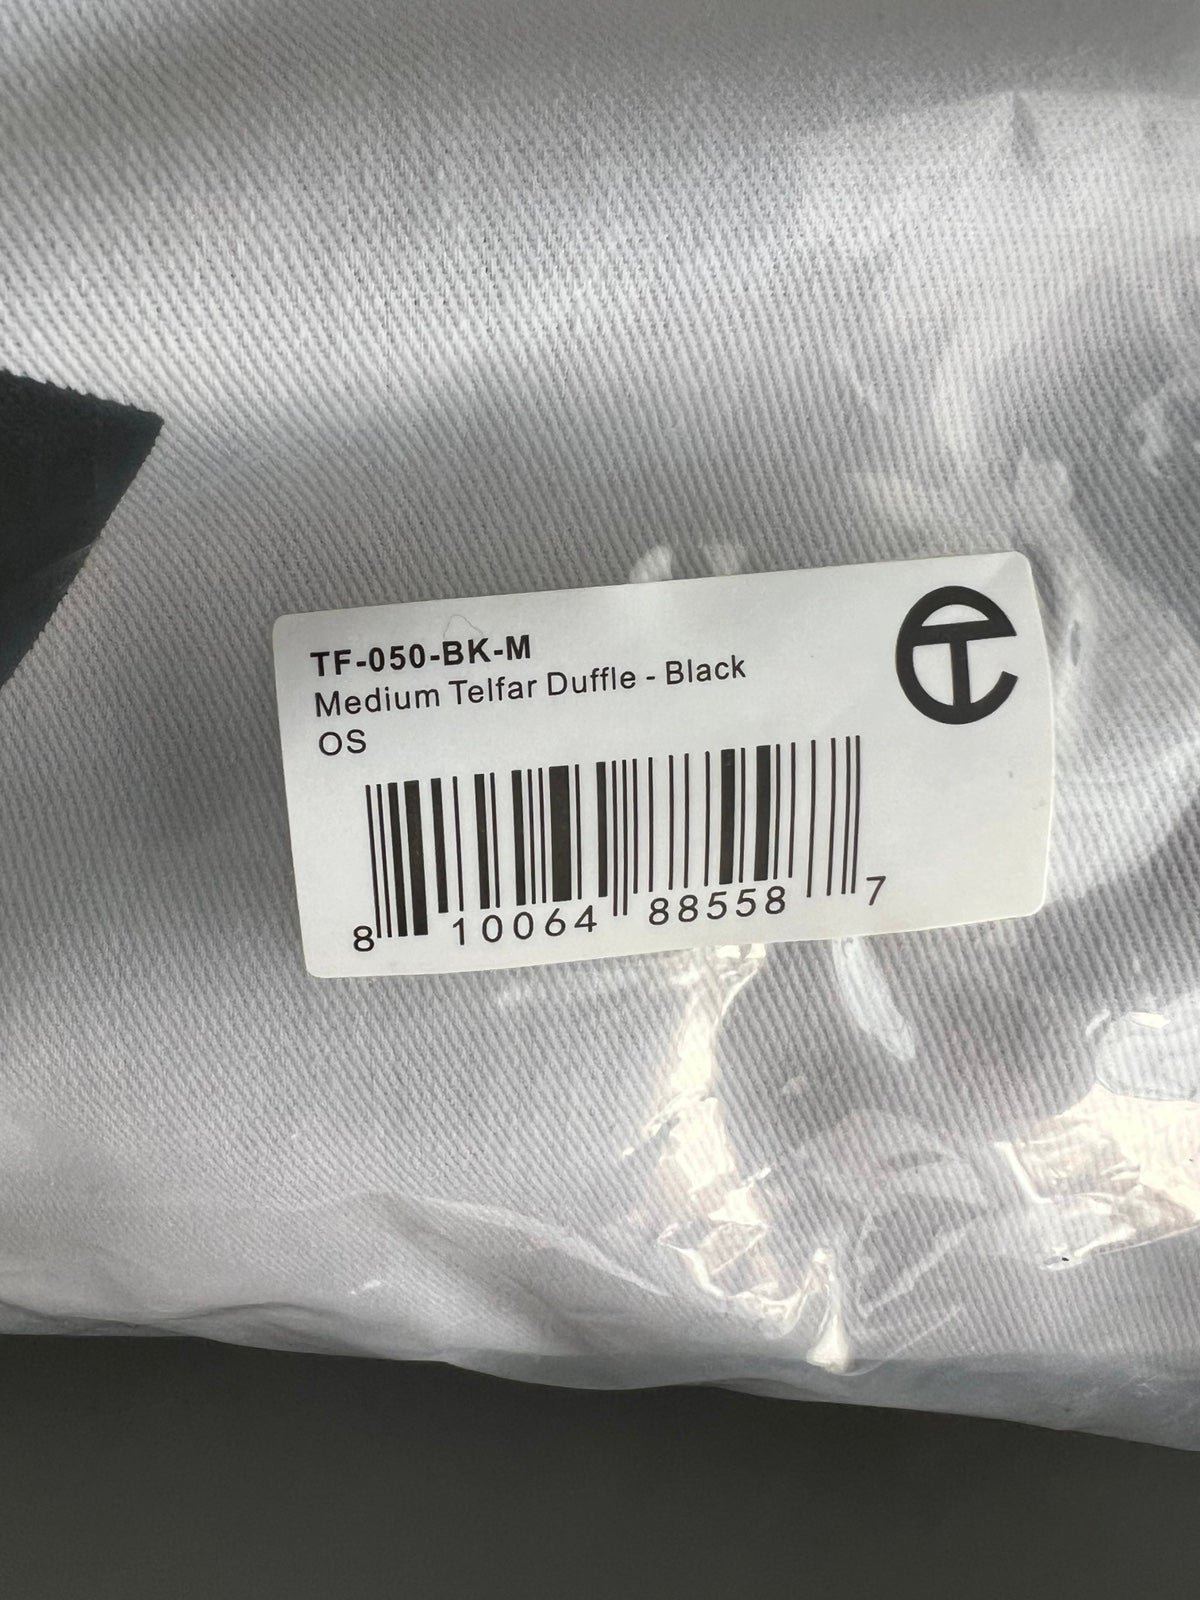 TF-050-BK-M
Medium Telfar Duffle - Black
OS
8 10064 88558 7